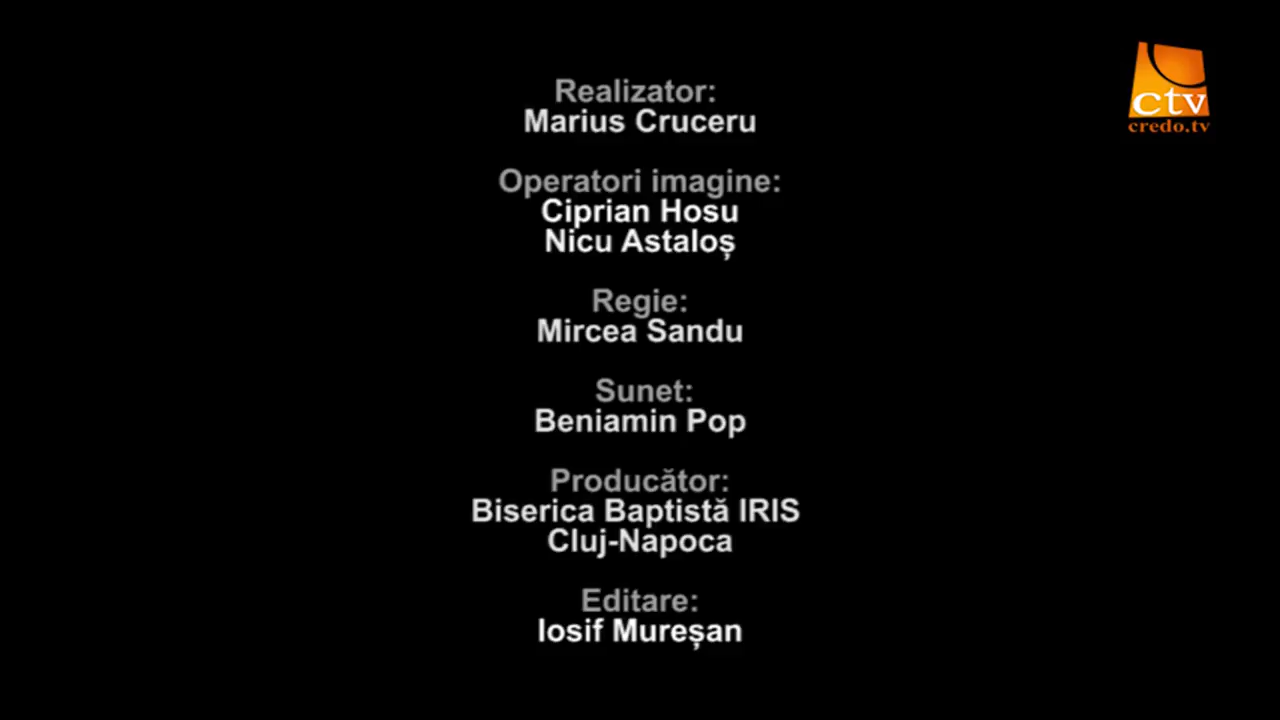 Realizator:
Marius Cruceru
Operatori imagine:
Ciprian Hosu
Nicu Astaloș
Regie:
Mircea Sandu
Sunet:
Beniamin Pop
Producător:
Biserica Baptistă IRIS
Cluj-Napoca
Editare:
Iosif Mureșan
ctv
credo.tv